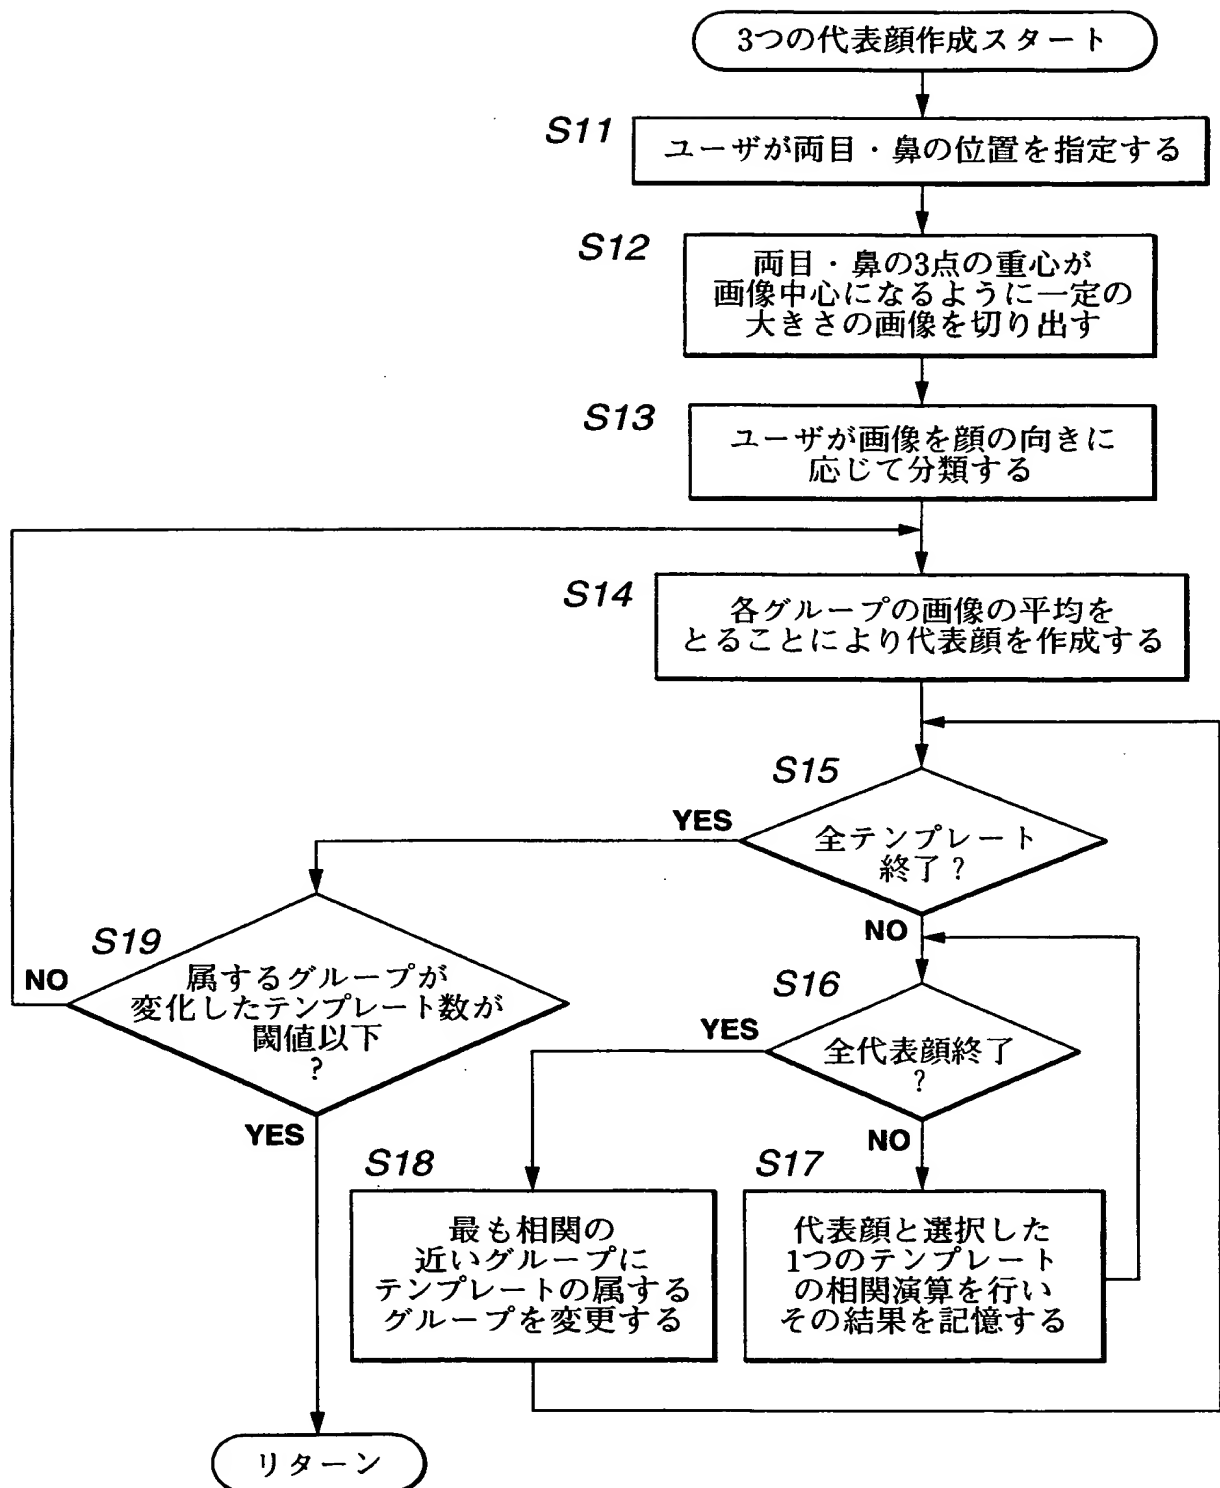 3つの代表顔作成スタート
S11
ユーザが両目・鼻の位置を指定する
S12
両目・鼻の3点の重心が
画像中心になるように一定の
大きさの画像を切り出す
S13
ユーザが画像を顔の向きに
応じて分類する
S14
各グループの画像の平均を
とることにより代表顔を作成する
S15
YES
全テンプレート
終了?
NO
S19
NO
属するグループが
変化したテンプレート数が
閾値以下
?
YES
S16
YES
全代表顔終了
?
NO
S18
最も相関の
近いグループに
テンプレートの属する
グループを変更する
S17
代表顔と選択した
1つのテンプレート
の相関演算を行い
その結果を記憶する
リターン